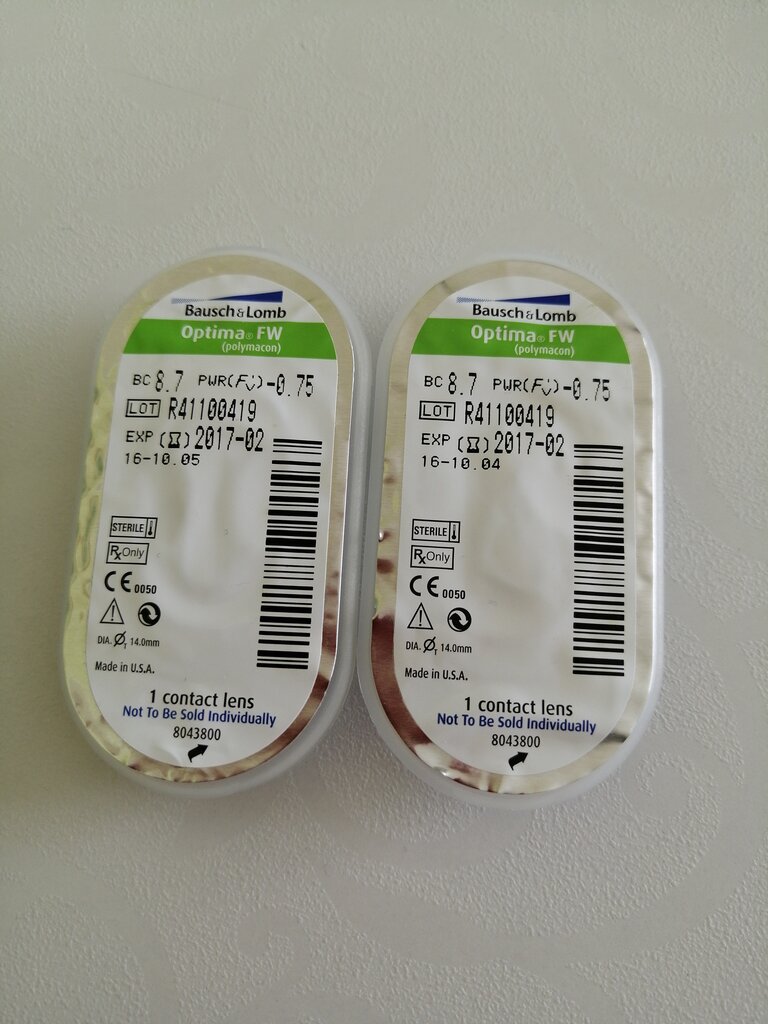 Bausch & Lomb
Optima® FW
(polymacon)
BC 8.7 PWR(Fv)-0.75
LOT R41100419
EXP 2017-02
16-10.05
STERILE
Rx Only
CE 0050
DIA. ØT 14.0mm
Made in U.S.A.
1 contact lens
Not To Be Sold Individually
8043800
Bausch & Lomb
Optima® FW
(polymacon)
BC 8.7 PWR(Fv)-0.75
LOT R41100419
EXP 2017-02
16-10.04
STERILE
Rx Only
CE 0050
DIA. ØT 14.0mm
Made in U.S.A.
1 contact lens
Not To Be Sold Individually
8043800